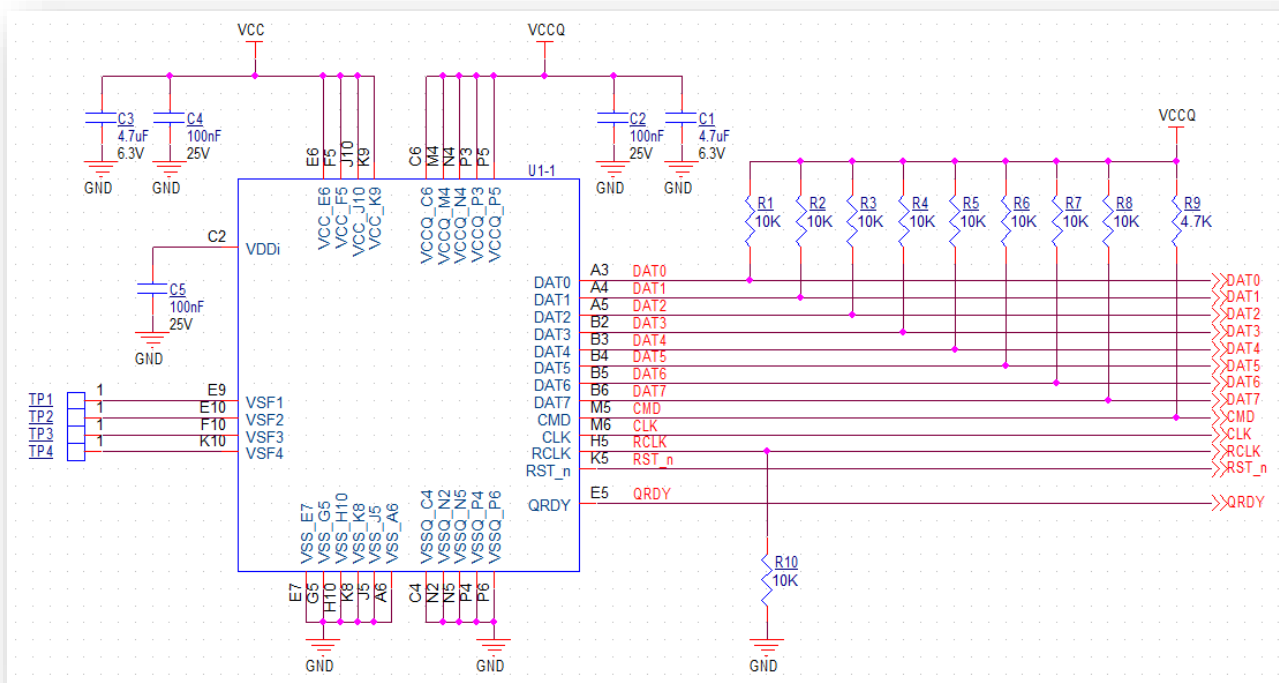 VCC
VCCQ
C3
4.7uF
6.3V
GND
C4
100nF
25V
GND
E6
F5
J10
K9
C6
M4
N4
P3
P5
C2
100nF
25V
GND
C1
4.7uF
6.3V
GND
VCCQ
U1-1
R1
10K
R2
10K
R3
10K
R4
10K
R5
10K
R6
10K
R7
10K
R8
10K
R9
4.7K
VCC_E6
VCC_F5
VCC_J10
VCC_K9
VCCQ_C6
VCCQ_M4
VCCQ_N4
VCCQ_P3
VCCQ_P5
C2
VDDi
C5
100nF
25V
GND
DAT0 A3 DAT0 DAT0
DAT1 A4 DAT1 DAT1
DAT2 A5 DAT2 DAT2
DAT3 B2 DAT3 DAT3
DAT4 B3 DAT4 DAT4
DAT5 B4 DAT5 DAT5
DAT6 B5 DAT6 DAT6
DAT7 B6 DAT7 DAT7
CMD M5 CMD CMD
CLK M6 CLK CLK
RCLK H5 RCLK RCLK
RST_n K5 RST_n RST_n
QRDY E5 QRDY QRDY
TP1 1 E9 VSF1
TP2 1 E10 VSF2
TP3 1 F10 VSF3
TP4 1 K10 VSF4
VSS_E7
VSS_G5
VSS_H10
VSS_K8
VSS_J5
VSS_A6
VSSQ_C4
VSSQ_N2
VSSQ_N5
VSSQ_P4
VSSQ_P6
E7
G5
H10
K8
J5
A6
C4
N2
N5
P4
P6
R10
10K
GND
GND
GND